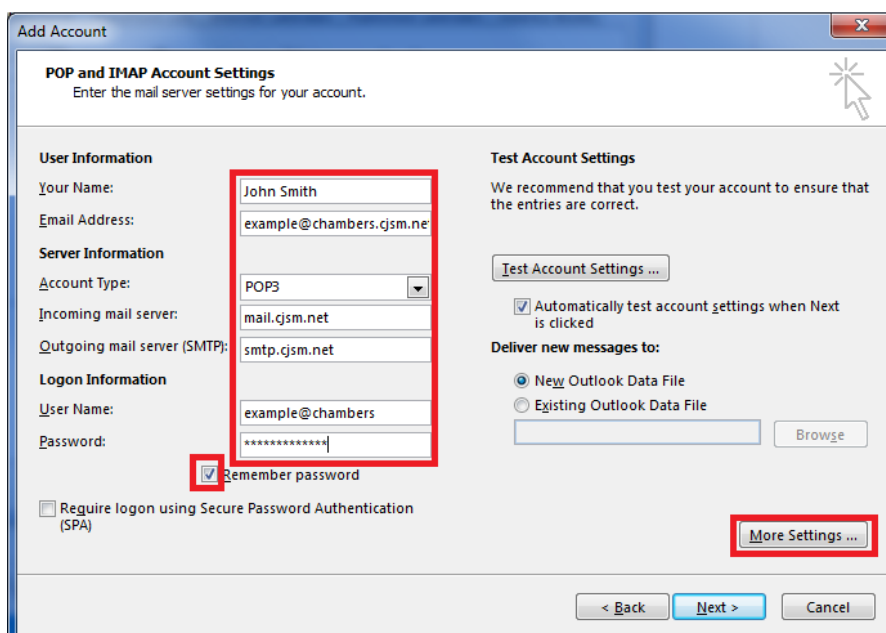 Add Account
POP and IMAP Account Settings
Enter the mail server settings for your account.
User Information
Your Name:
John Smith
Email Address:
example@chambers.cjsm.ne
Server Information
Account Type:
POP3
Incoming mail server:
mail.cjsm.net
Outgoing mail server (SMTP):
smtp.cjsm.net
Logon Information
User Name:
example@chambers
Password:
*************
Remember password
Require logon using Secure Password Authentication
(SPA)
Test Account Settings
We recommend that you test your account to ensure that
the entries are correct.
Test Account Settings ...
Automatically test account settings when Next
is clicked
Deliver new messages to:
New Outlook Data File
Existing Outlook Data File
Browse
More Settings ...
< Back
Next >
Cancel